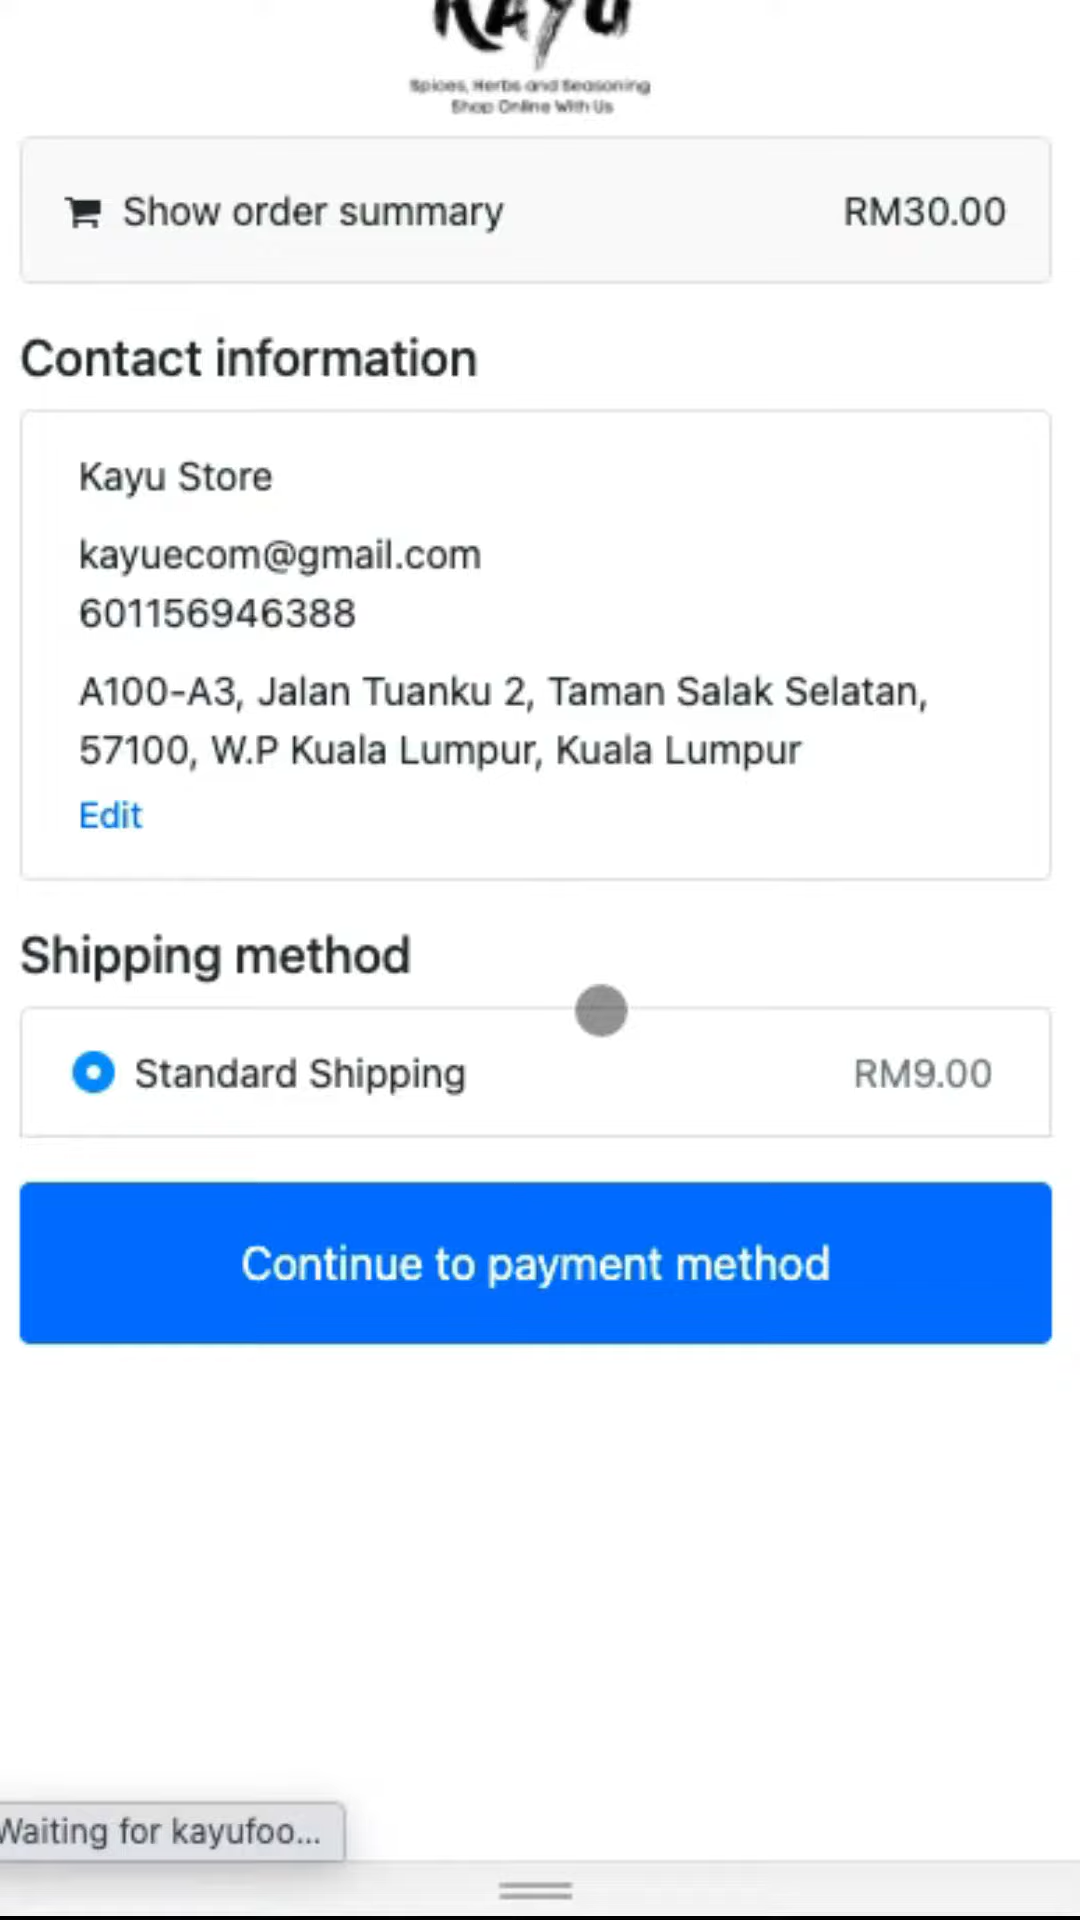 KAYU
Spices, Herbs and Seasoning
Shop Online With Us
Show order summary RM30.00
Contact information
Kayu Store
kayuecom@gmail.com
601156946388
A100-A3, Jalan Tuanku 2, Taman Salak Selatan,
57100, W.P Kuala Lumpur, Kuala Lumpur
Edit
Shipping method
Standard Shipping RM9.00
Continue to payment method
Waiting for kayufoo...